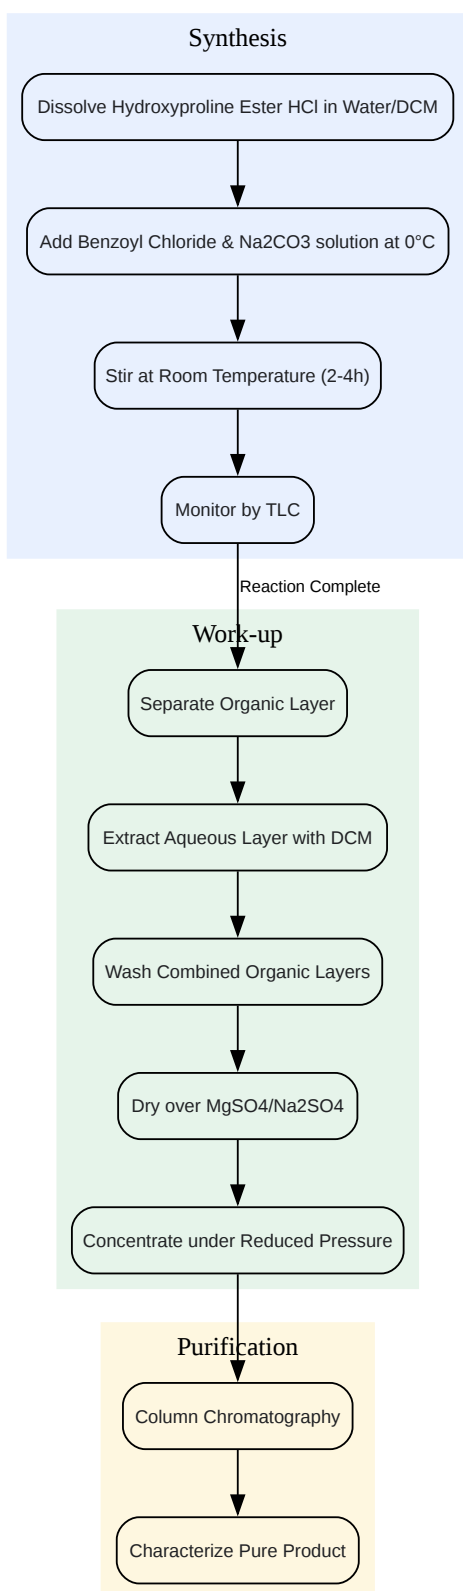 Synthesis
Dissolve Hydroxyproline Ester HCl in Water/DCM
Add Benzoyl Chloride & Na2CO3 solution at 0°C
Stir at Room Temperature (2-4h)
Monitor by TLC
Reaction Complete
Work-up
Separate Organic Layer
Extract Aqueous Layer with DCM
Wash Combined Organic Layers
Dry over MgSO4/Na2SO4
Concentrate under Reduced Pressure
Purification
Column Chromatography
Characterize Pure Product